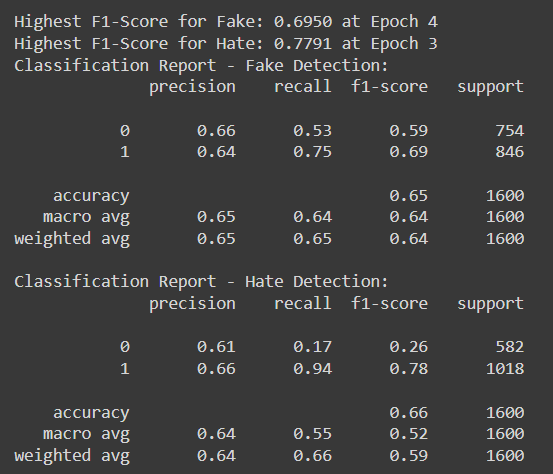 Highest F1-Score for Fake: 0.6950 at Epoch 4
Highest F1-Score for Hate: 0.7791 at Epoch 3
Classification Report - Fake Detection:
precision recall f1-score support
0 0.66 0.53 0.59 754
1 0.64 0.75 0.69 846
accuracy 0.65 1600
macro avg 0.65 0.64 0.64 1600
weighted avg 0.65 0.65 0.64 1600
Classification Report - Hate Detection:
precision recall f1-score support
0 0.61 0.17 0.26 582
1 0.66 0.94 0.78 1018
accuracy 0.66 1600
macro avg 0.64 0.55 0.52 1600
weighted avg 0.64 0.66 0.59 1600